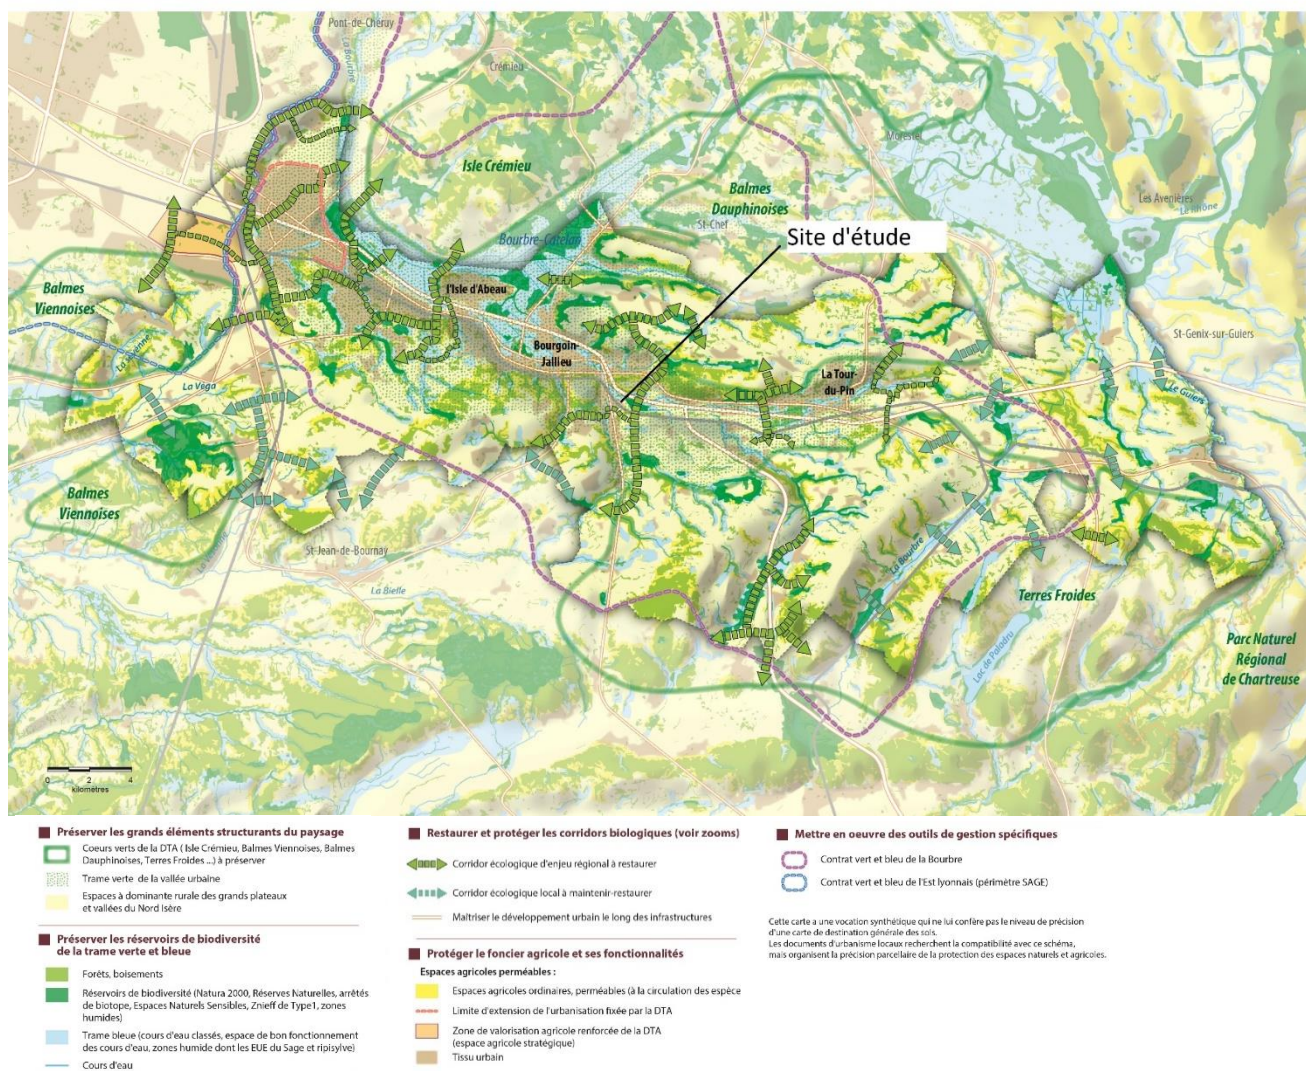 Pont-de-Chéruy
La Bourbre
Crémieu
Isle Crémieu
Morestel
Balmes
Dauphinoises
St-Chef
Les Avenières
Le Rhône
Site d'étude
Bourbre-Catelan
l'Isle d'Abeau
Balmes
Viennoises
St-Genix-sur-Guiers
Bourgoin-
Jallieu
La Tour-
du-Pin
La Véga
Le Guiers
Balmes
Viennoises
St-Jean-de-Bournay
La Bielle
La Bourbre
Terres Froides
Lac de Paladru
Parc Naturel
Régional
de Chartreuse
0 2 4
kilomètres
Préserver les grands éléments structurants du paysage
Coeurs verts de la DTA ( Isle Crémieu, Balmes Viennoises, Balmes
Dauphinoises, Terres Froides ...) à préserver
Trame verte de la vallée urbaine
Espaces à dominante rurale des grands plateaux
et vallées du Nord Isère
Préserver les réservoirs de biodiversité
de la trame verte et bleue
Forêts, boisements
Réservoirs de biodiversité (Natura 2000, Réserves Naturelles, arrêtés
de biotope, Espaces Naturels Sensibles, Znieff de Type1, zones
humides)
Trame bleue (cours d'eau classés, espace de bon fonctionnement
des cours d'eau, zones humide dont les EUE du Sage et ripisylve)
Cours d'eau
Restaurer et protéger les corridors biologiques (voir zooms)
Corridor écologique d'enjeu régional à restaurer
Corridor écologique local à maintenir-restaurer
Maîtriser le développement urbain le long des infrastructures
Protéger le foncier agricole et ses fonctionnalités
Espaces agricoles perméables :
Espaces agricoles ordinaires, perméables (à la circulation des espèce
Limite d'extension de l'urbanisation fixée par la DTA
Zone de valorisation agricole renforcée de la DTA
(espace agricole stratégique)
Tissu urbain
Mettre en oeuvre des outils de gestion spécifiques
Contrat vert et bleu de la Bourbre
Contrat vert et bleu de l'Est lyonnais (périmètre SAGE)
Cette carte a une vocation synthétique qui ne lui confère pas le niveau de précision
d'une carte de destination générale des sols.
Les documents d'urbanisme locaux recherchent la compatibilité avec ce schéma,
mais organisent la précision parcellaire de la protection des espaces naturels et agricoles.